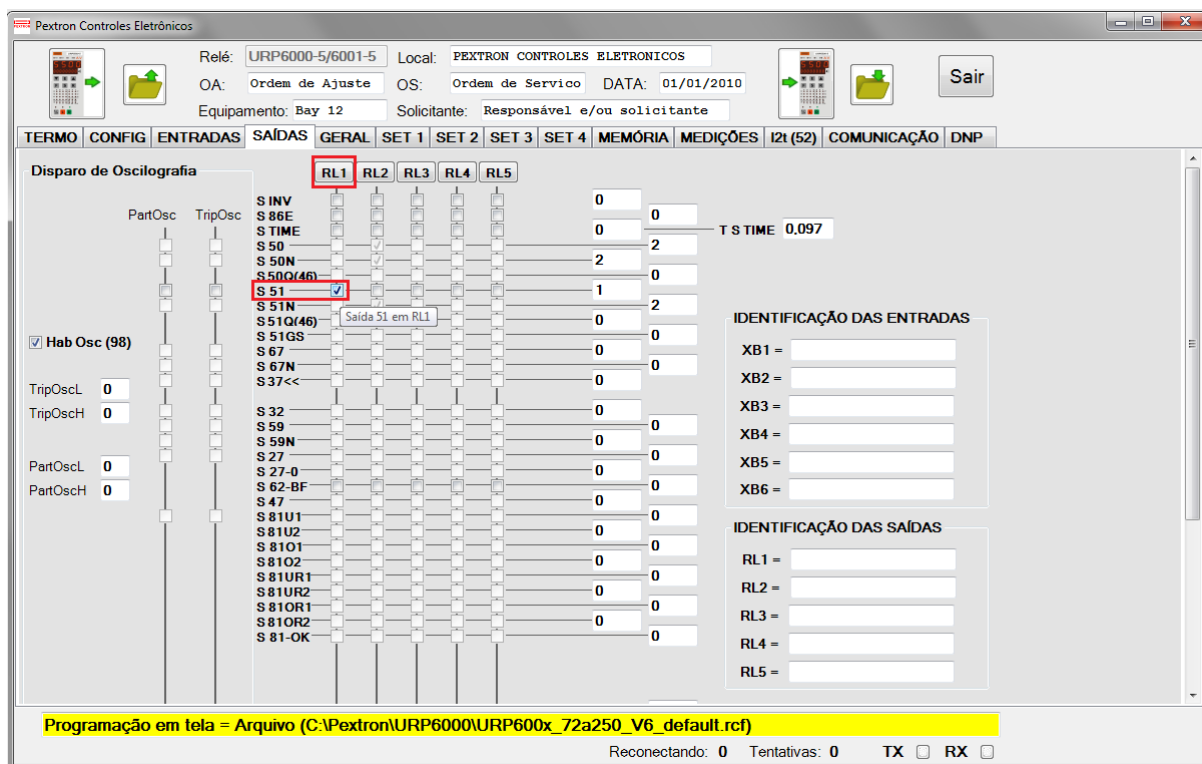 Pextron Controles Eletrônicos
Relé: URP6000-5/6001-5 Local: PEXTRON CONTROLES ELETRONICOS
OA: Ordem de Ajuste OS: Ordem de Servico DATA: 01/01/2010
Equipamento: Bay 12 Solicitante: Responsável e/ou solicitante
Sair
TERMO CONFIG ENTRADAS SAÍDAS GERAL SET 1 SET 2 SET 3 SET 4 MEMÓRIA MEDIÇÕES I2t (52) COMUNICAÇÃO DNP
Disparo de Oscilografia
PartOsc TripOsc
Hab Osc (98)
TripOscL 0
TripOscH 0
PartOscL 0
PartOscH 0
RL1 RL2 RL3 RL4 RL5
S INV 0
S 86E 0
S TIME 0 T S TIME 0,097
S 50 2
S 50N 2
S 50Q(46) 0
S 51 1
S 51N 2
Saída 51 em RL1
S 51Q(46) 0
S 51GS 0
S 67 0
S 67N 0
S 37<< 0
S 32 0
S 59 0
S 59N 0
S 27 0
S 27-0 0
S 62-BF 0
S 47 0
S 81U1 0
S 81U2 0
S 81O1 0
S 81O2 0
S 81UR1 0
S 81UR2 0
S 81OR1 0
S 81OR2 0
S 81-OK 0
IDENTIFICAÇÃO DAS ENTRADAS
XB1 =
XB2 =
XB3 =
XB4 =
XB5 =
XB6 =
IDENTIFICAÇÃO DAS SAÍDAS
RL1 =
RL2 =
RL3 =
RL4 =
RL5 =
Programação em tela = Arquivo (C:\Pextron\URP6000\URP600x_72a250_V6_default.rcf)
Reconectando: 0 Tentativas: 0 TX RX